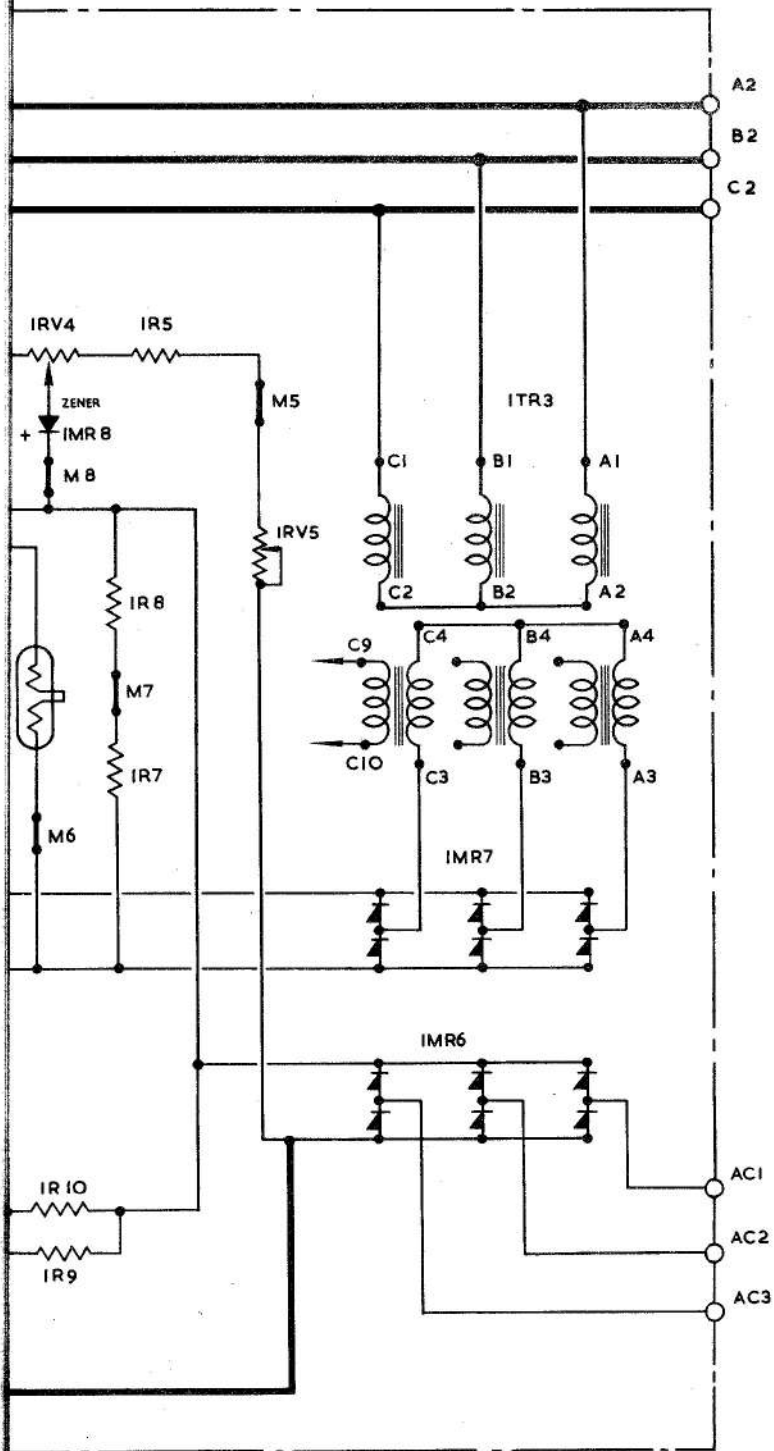 A2
B2
C2
IRV4 IR5
ZENER
+ IMR8
M8
M5
ITR3
C1 B1 A1
IRV5
C2 B2 A2
IR8
C9 C4 B4 A4
M7
IR7
C10 C3 B3 A3
M6
IMR7
IMR6
IR10
IR9
AC1
AC2
AC3